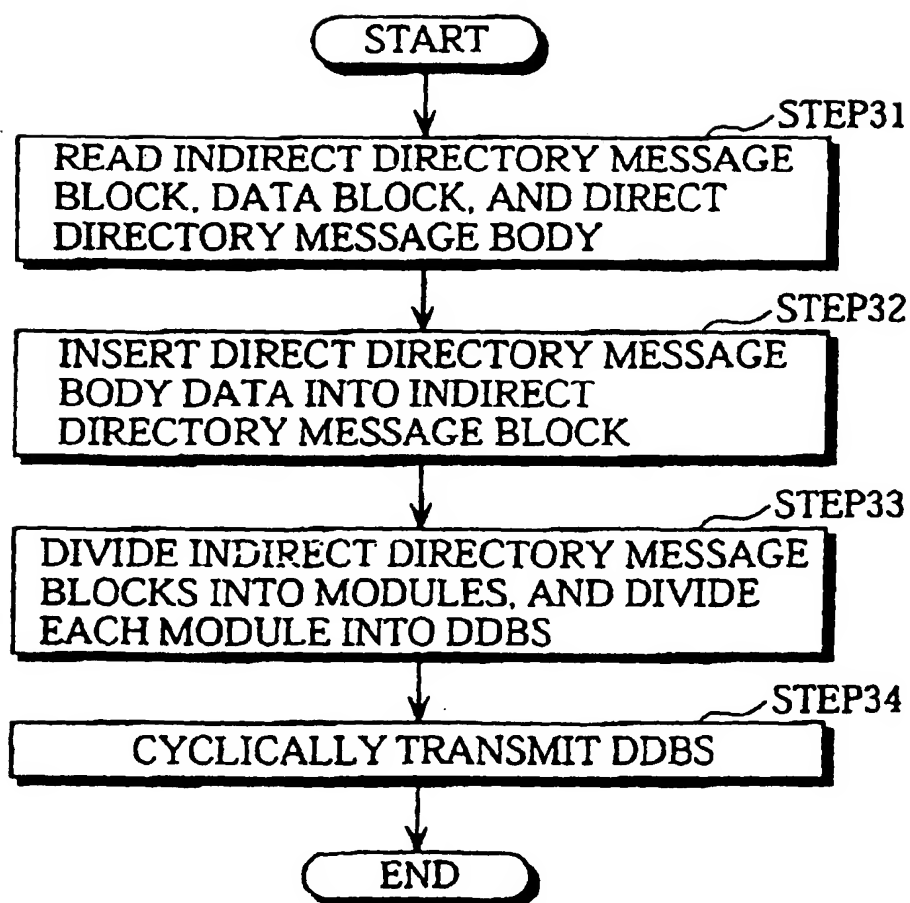 START
STEP31
READ INDIRECT DIRECTORY MESSAGE
BLOCK, DATA BLOCK, AND DIRECT
DIRECTORY MESSAGE BODY
STEP32
INSERT DIRECT DIRECTORY MESSAGE
BODY DATA INTO INDIRECT
DIRECTORY MESSAGE BLOCK
STEP33
DIVIDE INDIRECT DIRECTORY MESSAGE
BLOCKS INTO MODULES, AND DIVIDE
EACH MODULE INTO DDBS
STEP34
CYCLICALLY TRANSMIT DDBS
END